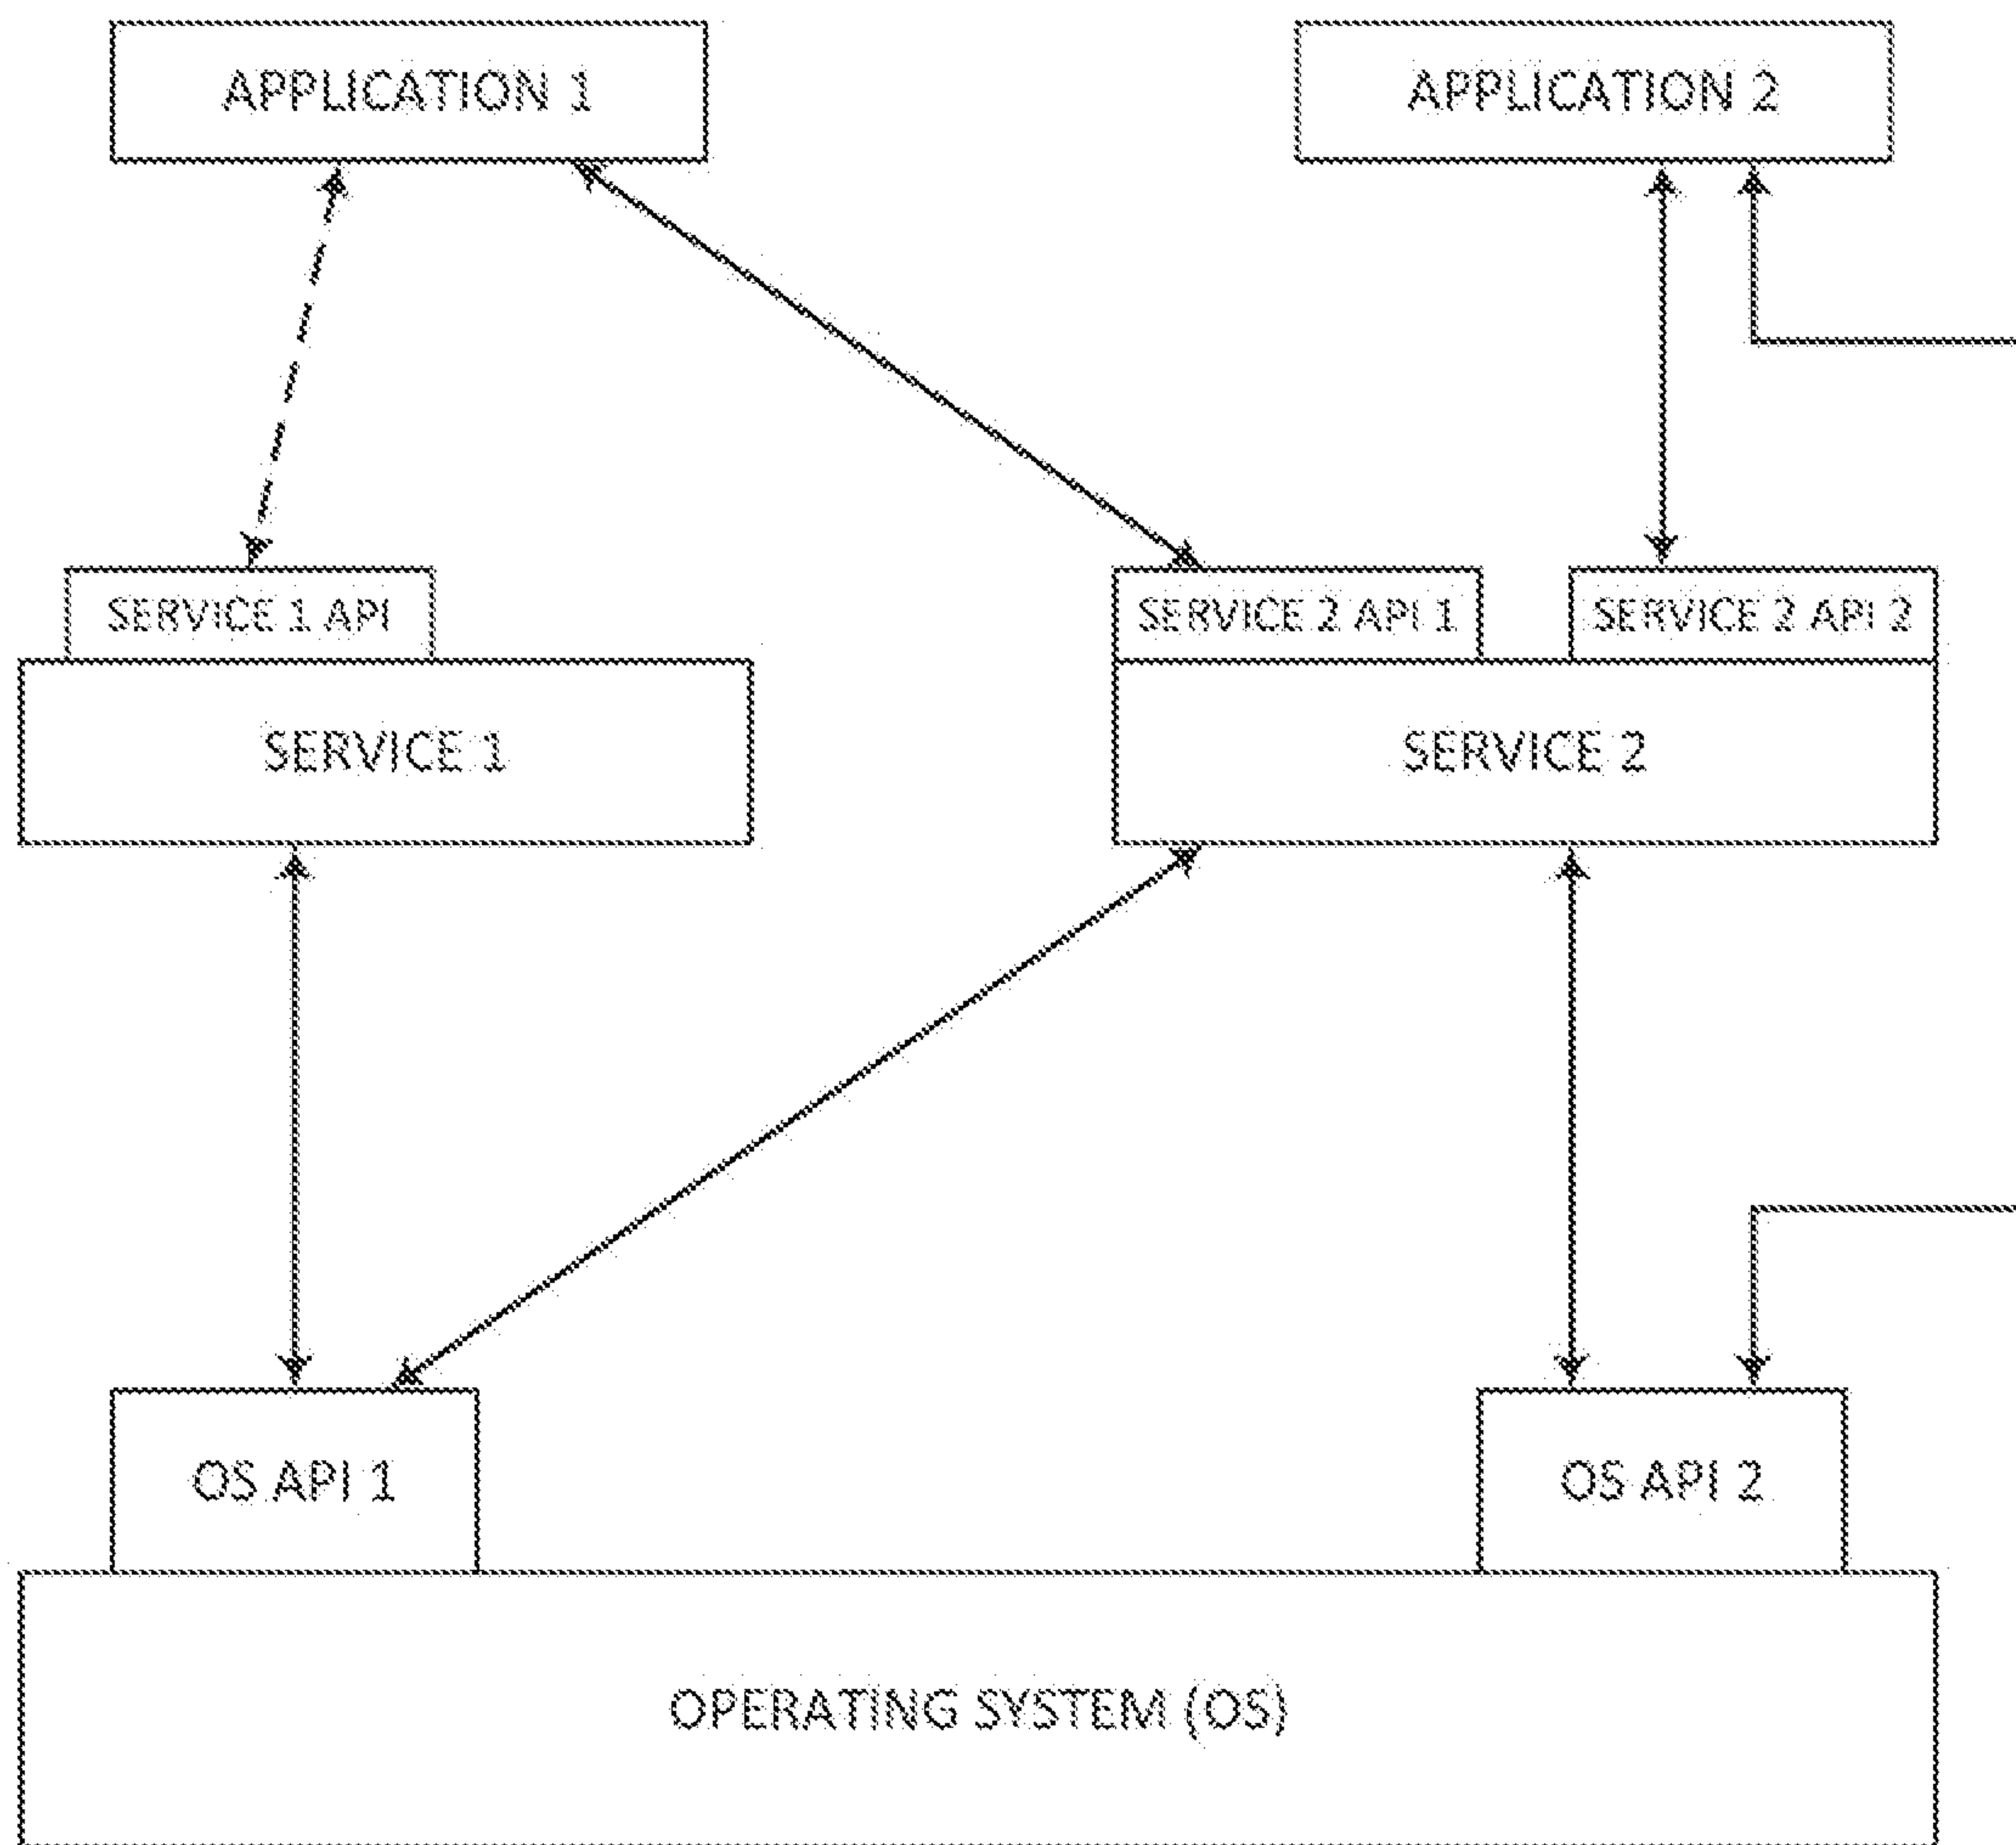 APPLICATION 1
APPLICATION 2
SERVICE 1 API
SERVICE 2 API 1
SERVICE 2 API 2
SERVICE 1
SERVICE 2
OS API 1
OS API 2
OPERATING SYSTEM (OS)